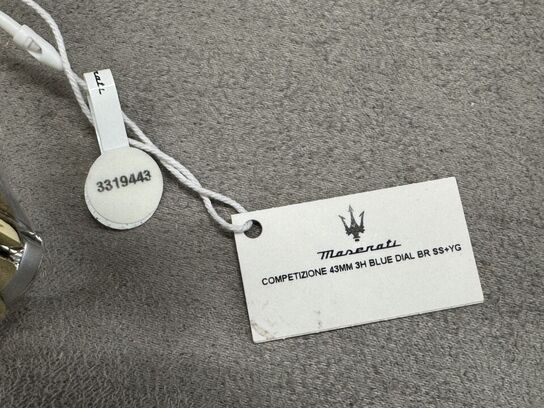 3319443
Maserati
COMPETIZIONE 43MM 3H BLUE DIAL BR SS+YG